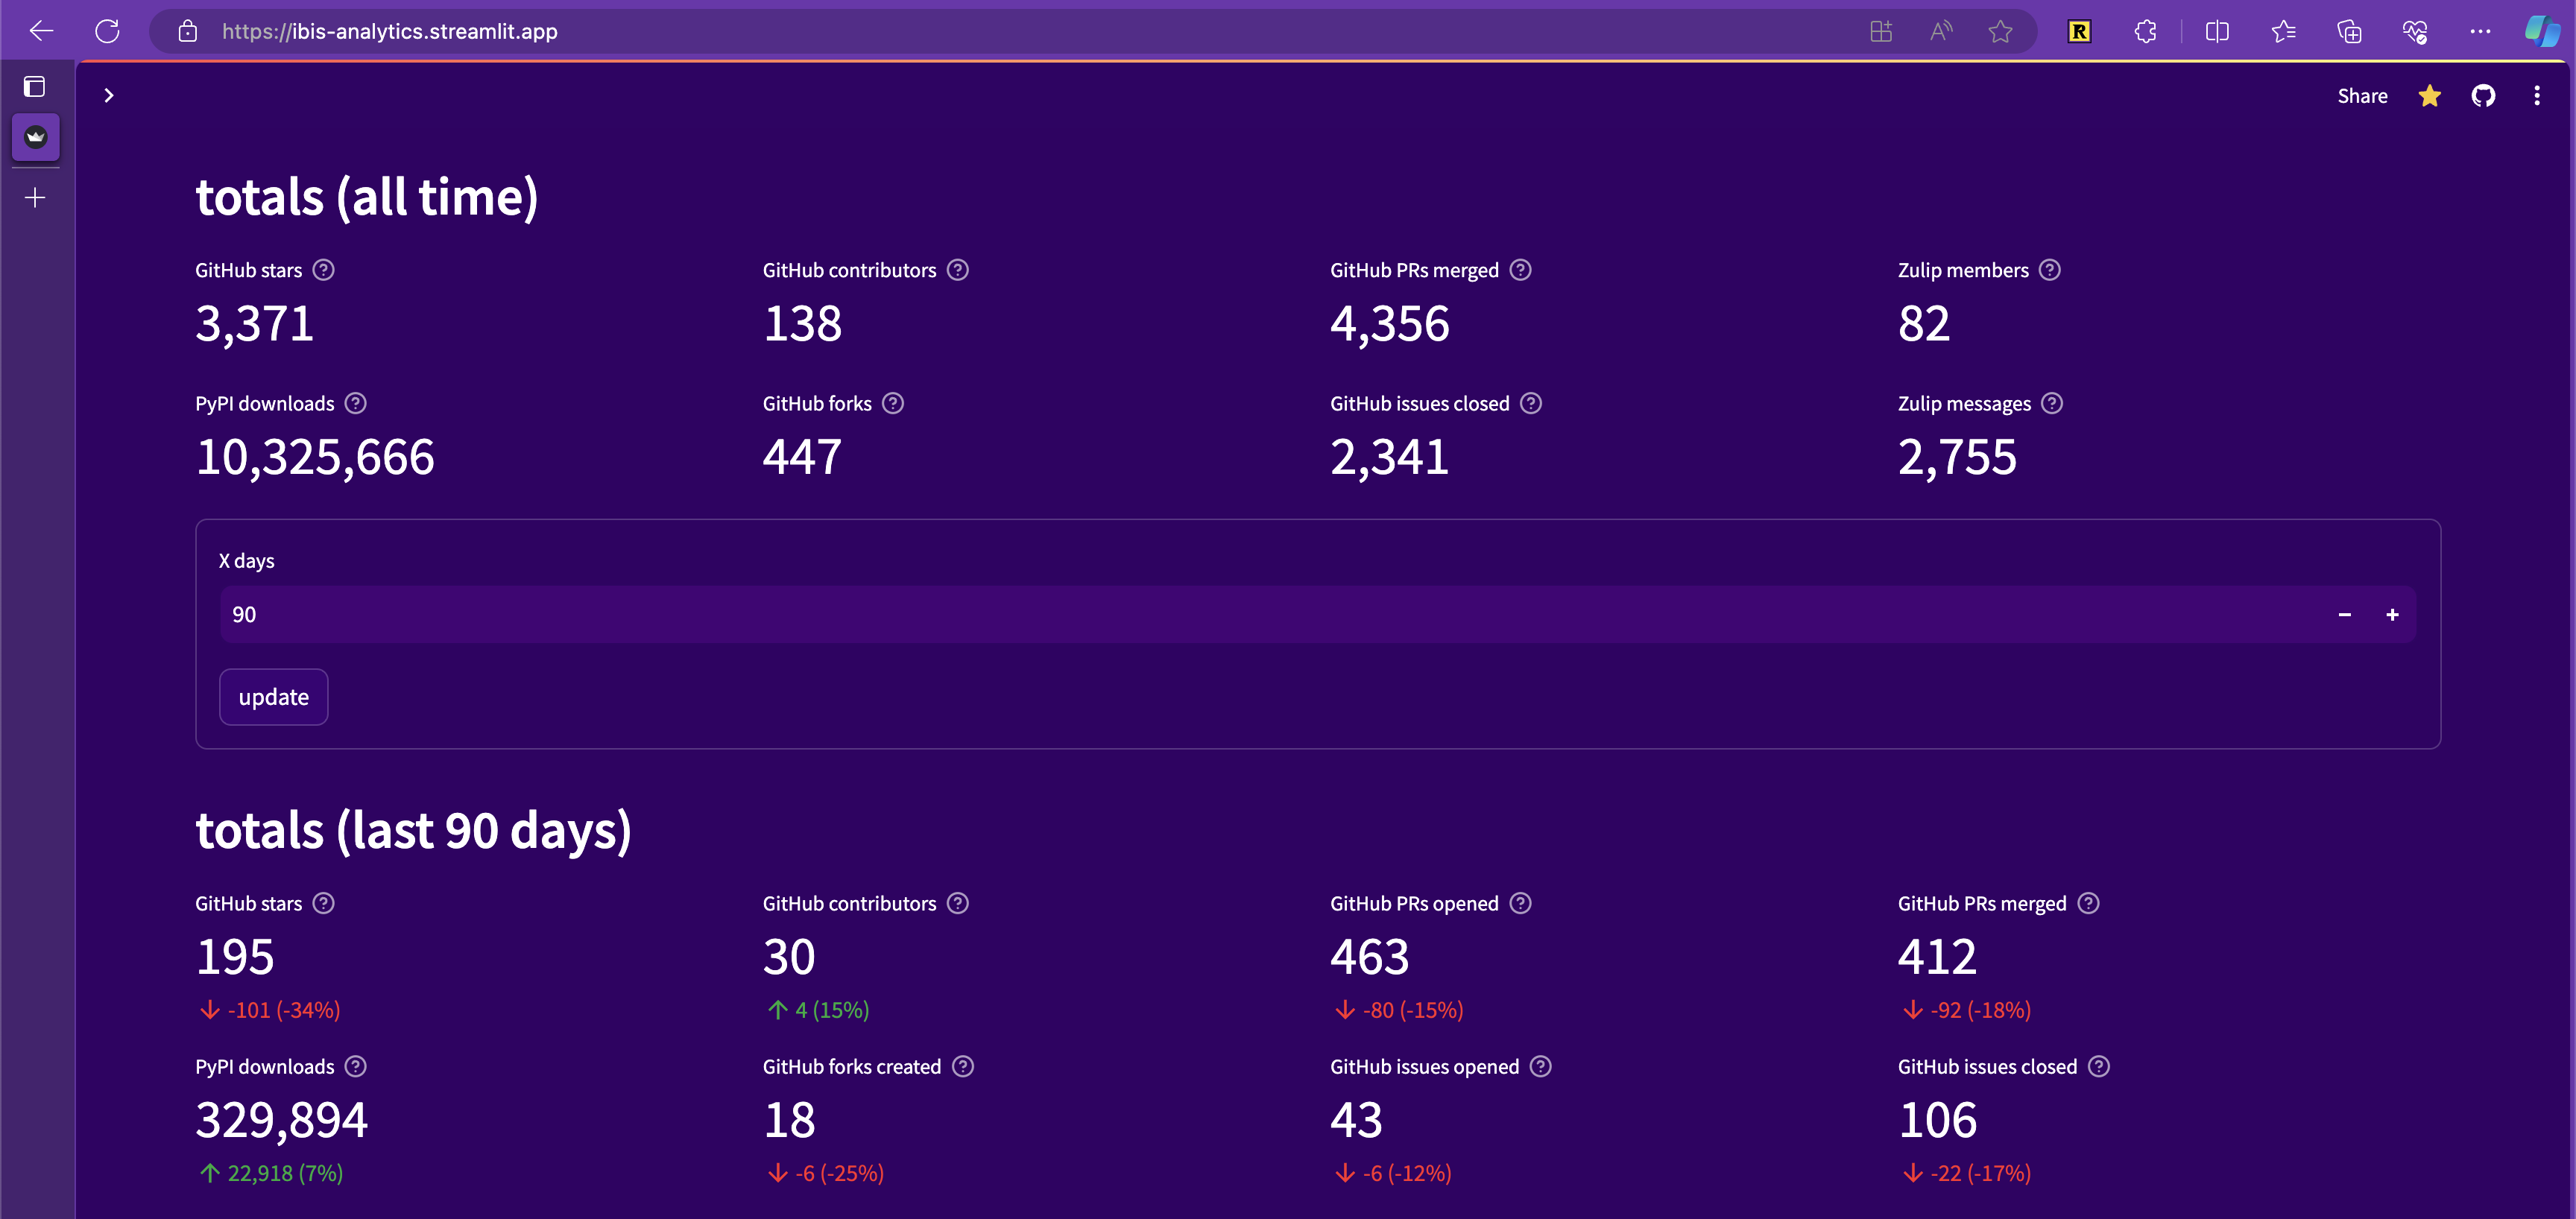 https://ibis-analytics.streamlit.app
R
Share
totals (all time)
GitHub stars
3,371
GitHub contributors
138
GitHub PRs merged
4,356
Zulip members
82
PyPI downloads
10,325,666
GitHub forks
447
GitHub issues closed
2,341
Zulip messages
2,755
X days
90
update
totals (last 90 days)
GitHub stars
195
-101 (-34%)
GitHub contributors
30
4 (15%)
GitHub PRs opened
463
-80 (-15%)
GitHub PRs merged
412
-92 (-18%)
PyPI downloads
329,894
22,918 (7%)
GitHub forks created
18
-6 (-25%)
GitHub issues opened
43
-6 (-12%)
GitHub issues closed
106
-22 (-17%)